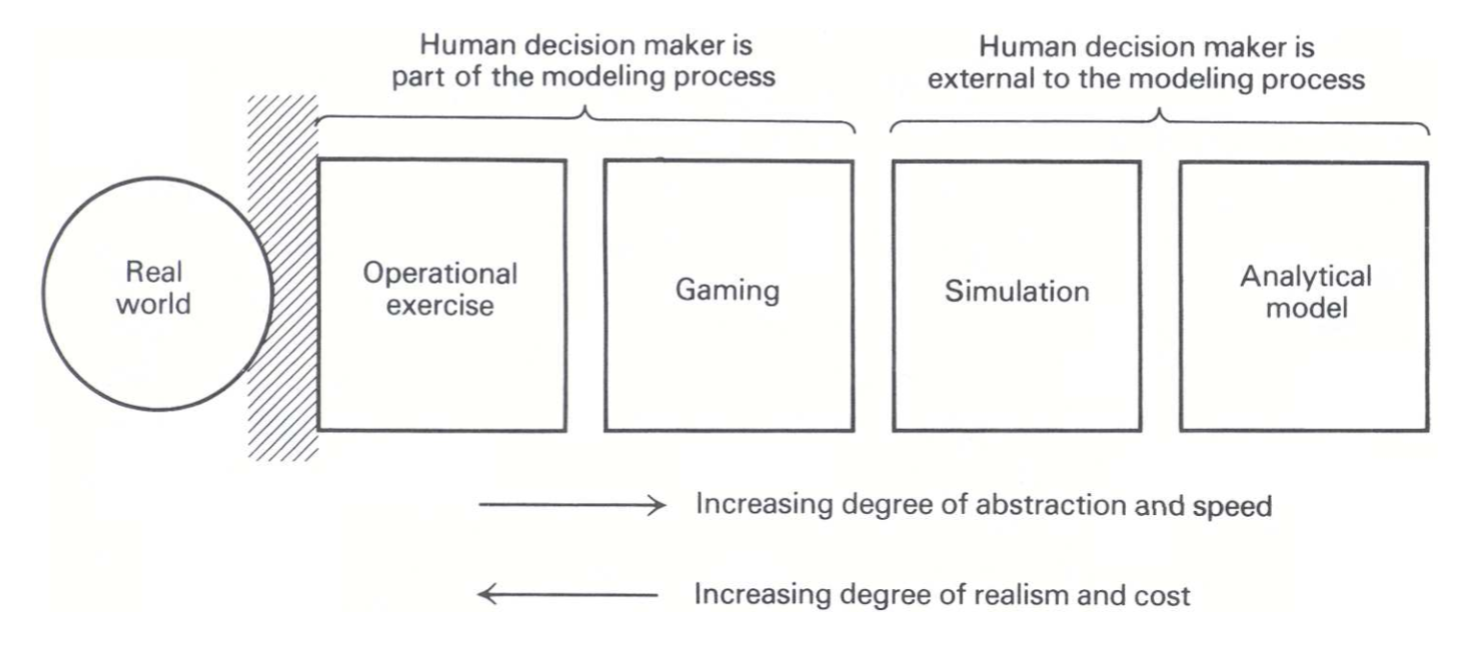 Human decision maker is
part of the modeling process
Human decision maker is
external to the modeling process
Real
world
Operational
exercise
Gaming
Simulation
Analytical
model
Increasing degree of abstraction and speed
Increasing degree of realism and cost